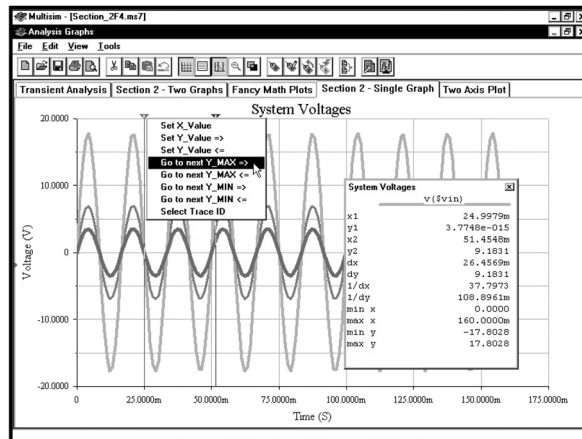 Multisim - [Section_2F4.ms7]
Analysis Graphs
File Edit View Tools
Transient Analysis Section 2 - Two Graphs Fancy Math Plots Section 2 - Single Graph Two Axis Plot
System Voltages
20.0000
10.0000
0
-10.0000
-20.0000
Voltage (V)
Set X_Value
Set Y_Value =>
Set Y_Value <=
Go to next Y_MAX =>
Go to next Y_MAX <=
Go to next Y_MIN =>
Go to next Y_MIN <=
Select Trace ID
System Voltages
v($vin)
x1 24.9979m
y1 3.7748e-015
x2 51.4548m
y2 9.1831
dx 26.4569m
dy 9.1831
1/dx 37.7973
1/dy 108.8961m
min x 0.0000
max x 160.0000m
min y -17.8028
max y 17.8028
0 25.0000m 50.0000m 75.0000m 100.0000m 125.0000m 150.0000m 175.0000m
Time (S)